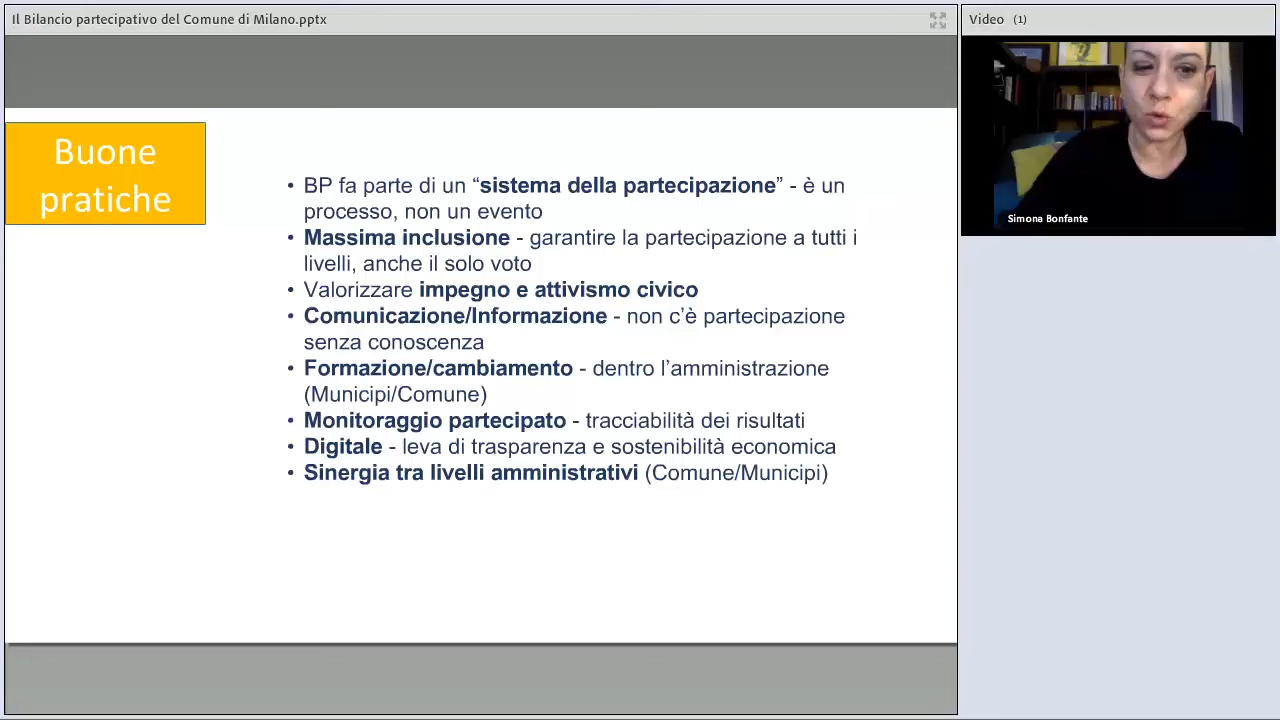 Il Bilancio partecipativo del Comune di Milano.pptx
Video (1)
Buone
pratiche
• BP fa parte di un “sistema della partecipazione” - è un
processo, non un evento
• Massima inclusione - garantire la partecipazione a tutti i
livelli, anche il solo voto
• Valorizzare impegno e attivismo civico
• Comunicazione/Informazione - non c’è partecipazione
senza conoscenza
• Formazione/cambiamento - dentro l’amministrazione
(Municipi/Comune)
• Monitoraggio partecipato - tracciabilità dei risultati
• Digitale - leva di trasparenza e sostenibilità economica
• Sinergia tra livelli amministrativi (Comune/Municipi)
Simona Bonfante